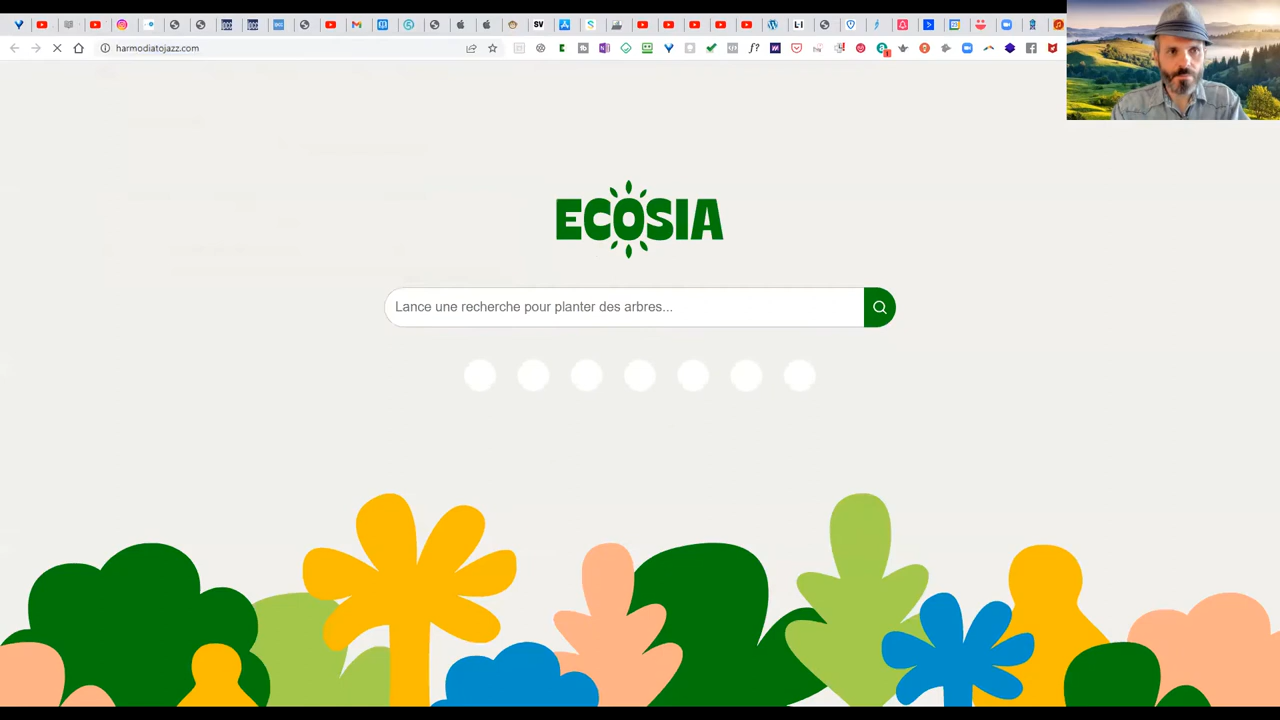 harmodiatojazz.com
ECOSIA
Lance une recherche pour planter des arbres...